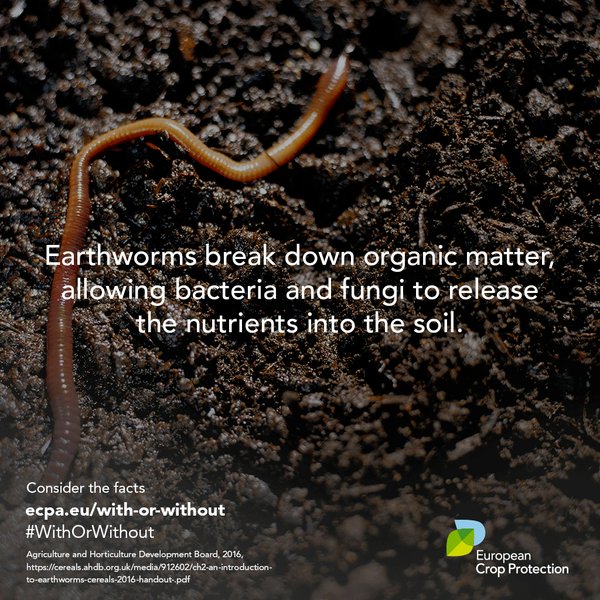 Earthworms break down organic matter,
allowing bacteria and fungi to release
the nutrients into the soil.
Consider the facts
ecpa.eu/with-or-without
#WithOrWithout
Agriculture and Horticulture Development Board, 2016,
https://cereals.ahdb.org.uk/media/912602/ch2-an-introduction-
to-earthworms-cereals-2016-handout-.pdf
European
Crop Protection